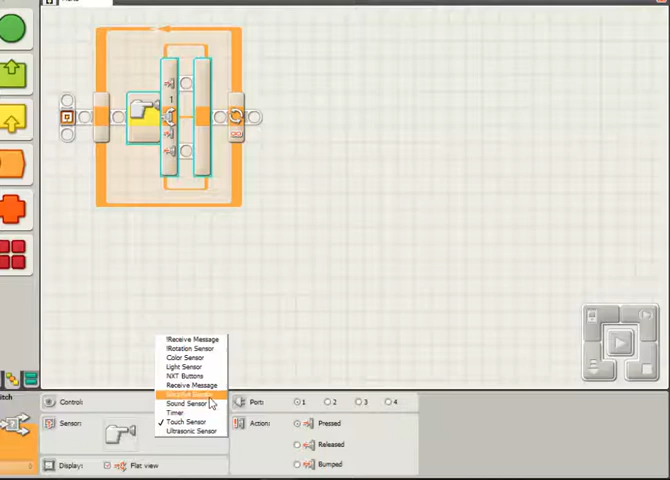 1
!Receive Message
!Rotation Sensor
Color Sensor
Light Sensor
NXT Buttons
Receive Message
Sound Sensor
Timer
✓ Touch Sensor
Ultrasonic Sensor
Control:
Sensor:
Display:
Flat view
Port:
1
2
3
4
Action:
Pressed
Released
Bumped